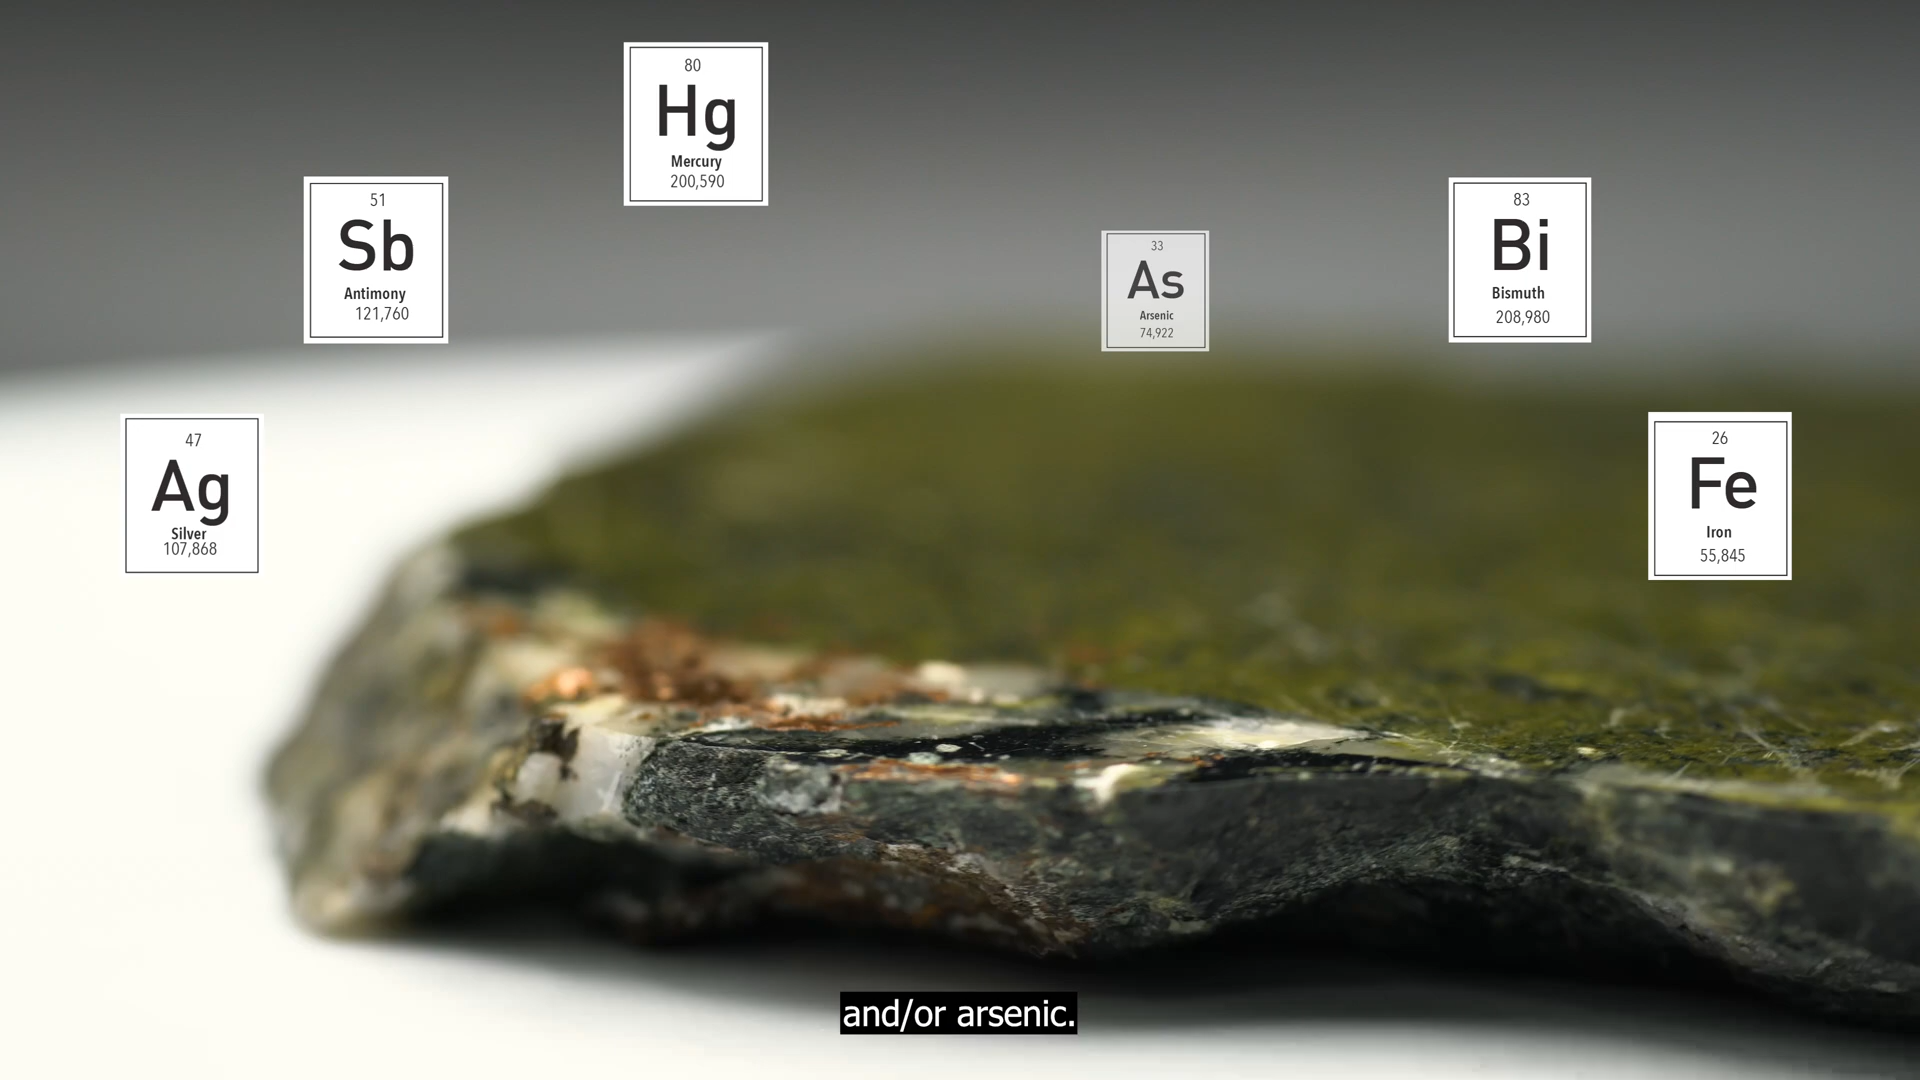 80
Hg
Mercury
200,590
51
Sb
Antimony
121,760
33
As
Arsenic
74,922
83
Bi
Bismuth
208,980
47
Ag
Silver
107,868
26
Fe
Iron
55,845
and/or arsenic.